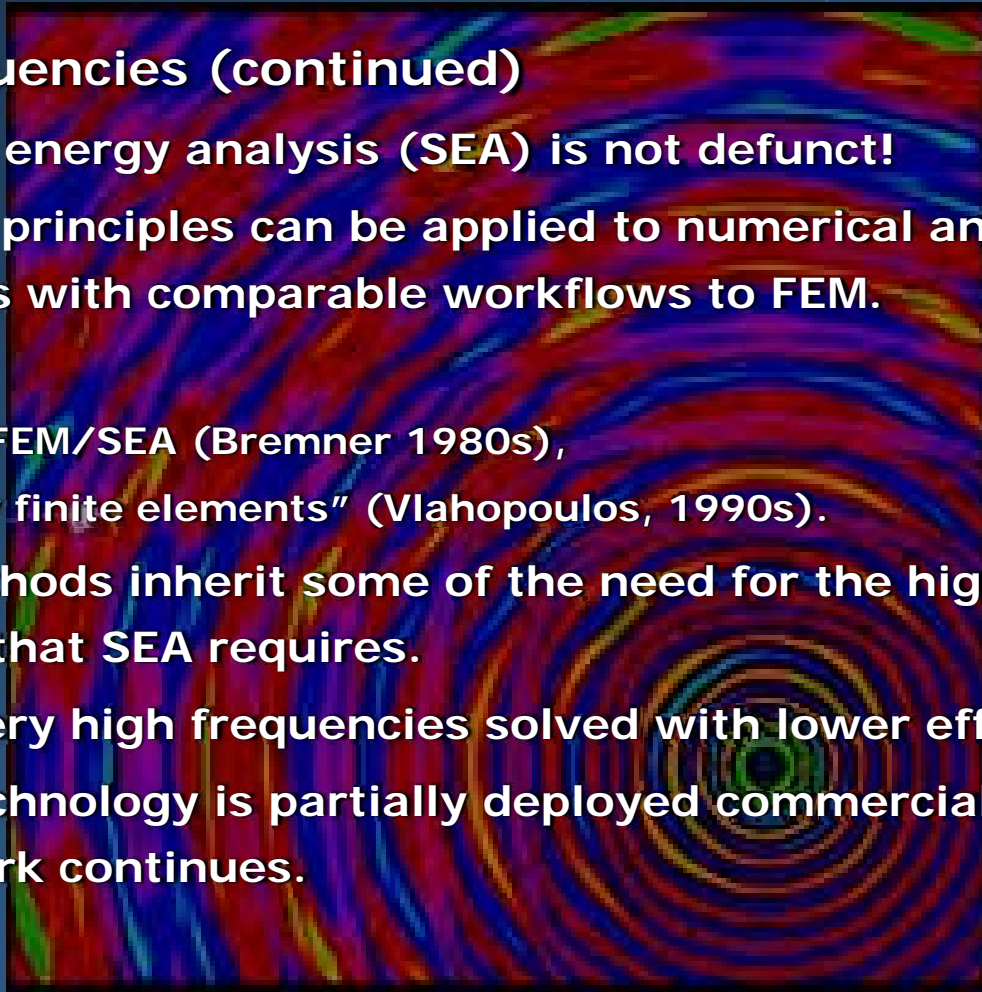 uencies (continued)
energy analysis (SEA) is not defunct!
principles can be applied to numerical an
s with comparable workflows to FEM.
FEM/SEA (Bremner 1980s),
finite elements” (Vlahopoulos, 1990s).
hods inherit some of the need for the hig
that SEA requires.
ery high frequencies solved with lower eff
chnology is partially deployed commercial
rk continues.